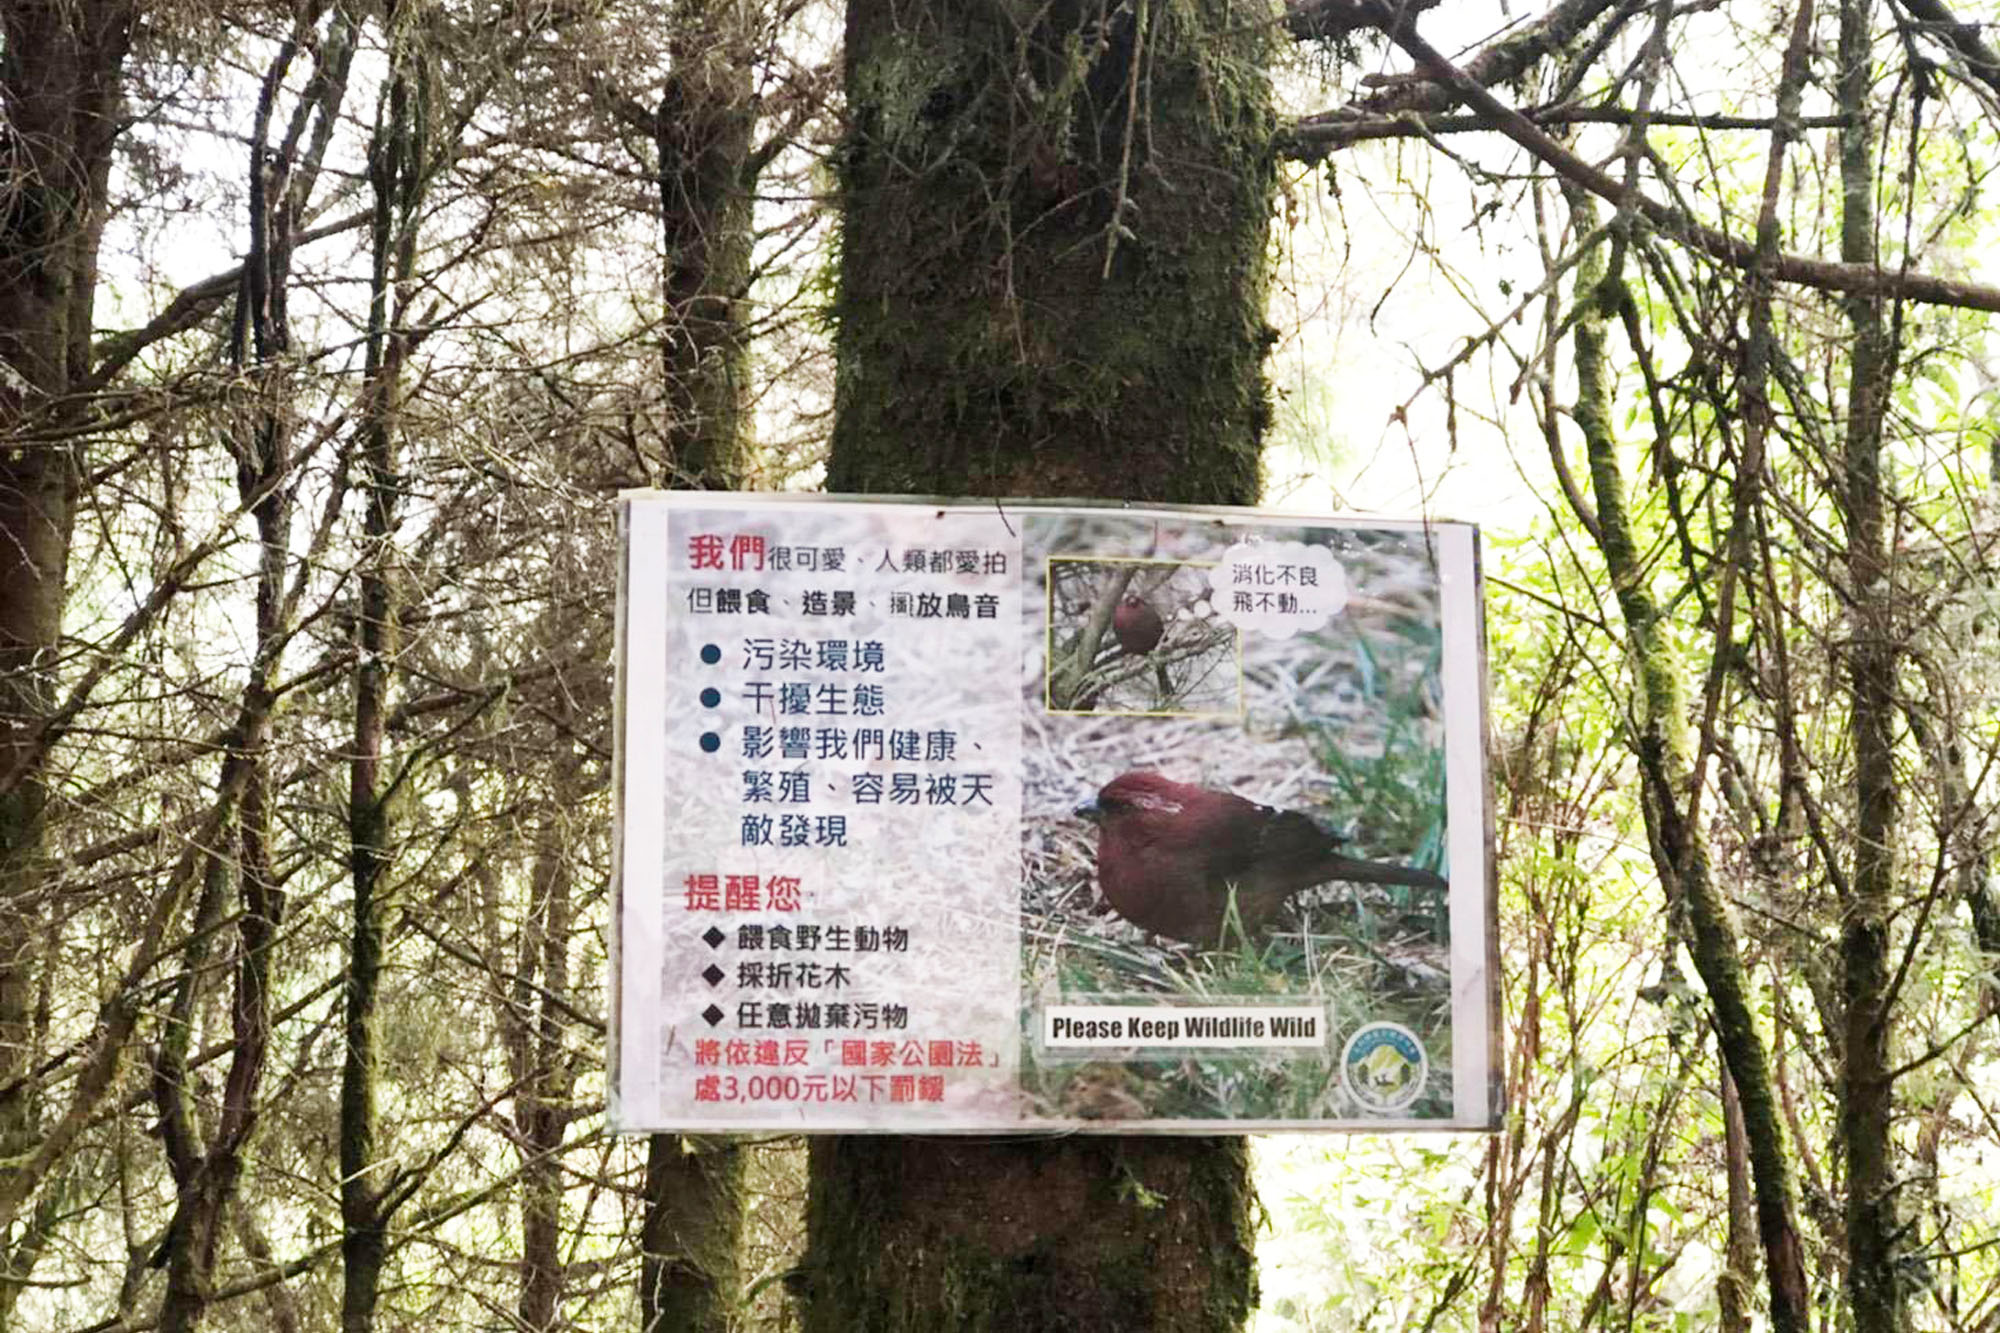 我們很可愛、人類都愛拍
但餵食、造景、擱放鳥音
● 污染環境
● 干擾生態
● 影響我們健康、
繁殖、容易被天
敵發現
提醒您:
◆ 餵食野生動物
◆ 採折花木
◆ 任意拋棄污物
將依違反「國家公園法」
處3,000元以下罰鍰
消化不良
飛不動...
Please Keep Wildlife Wild